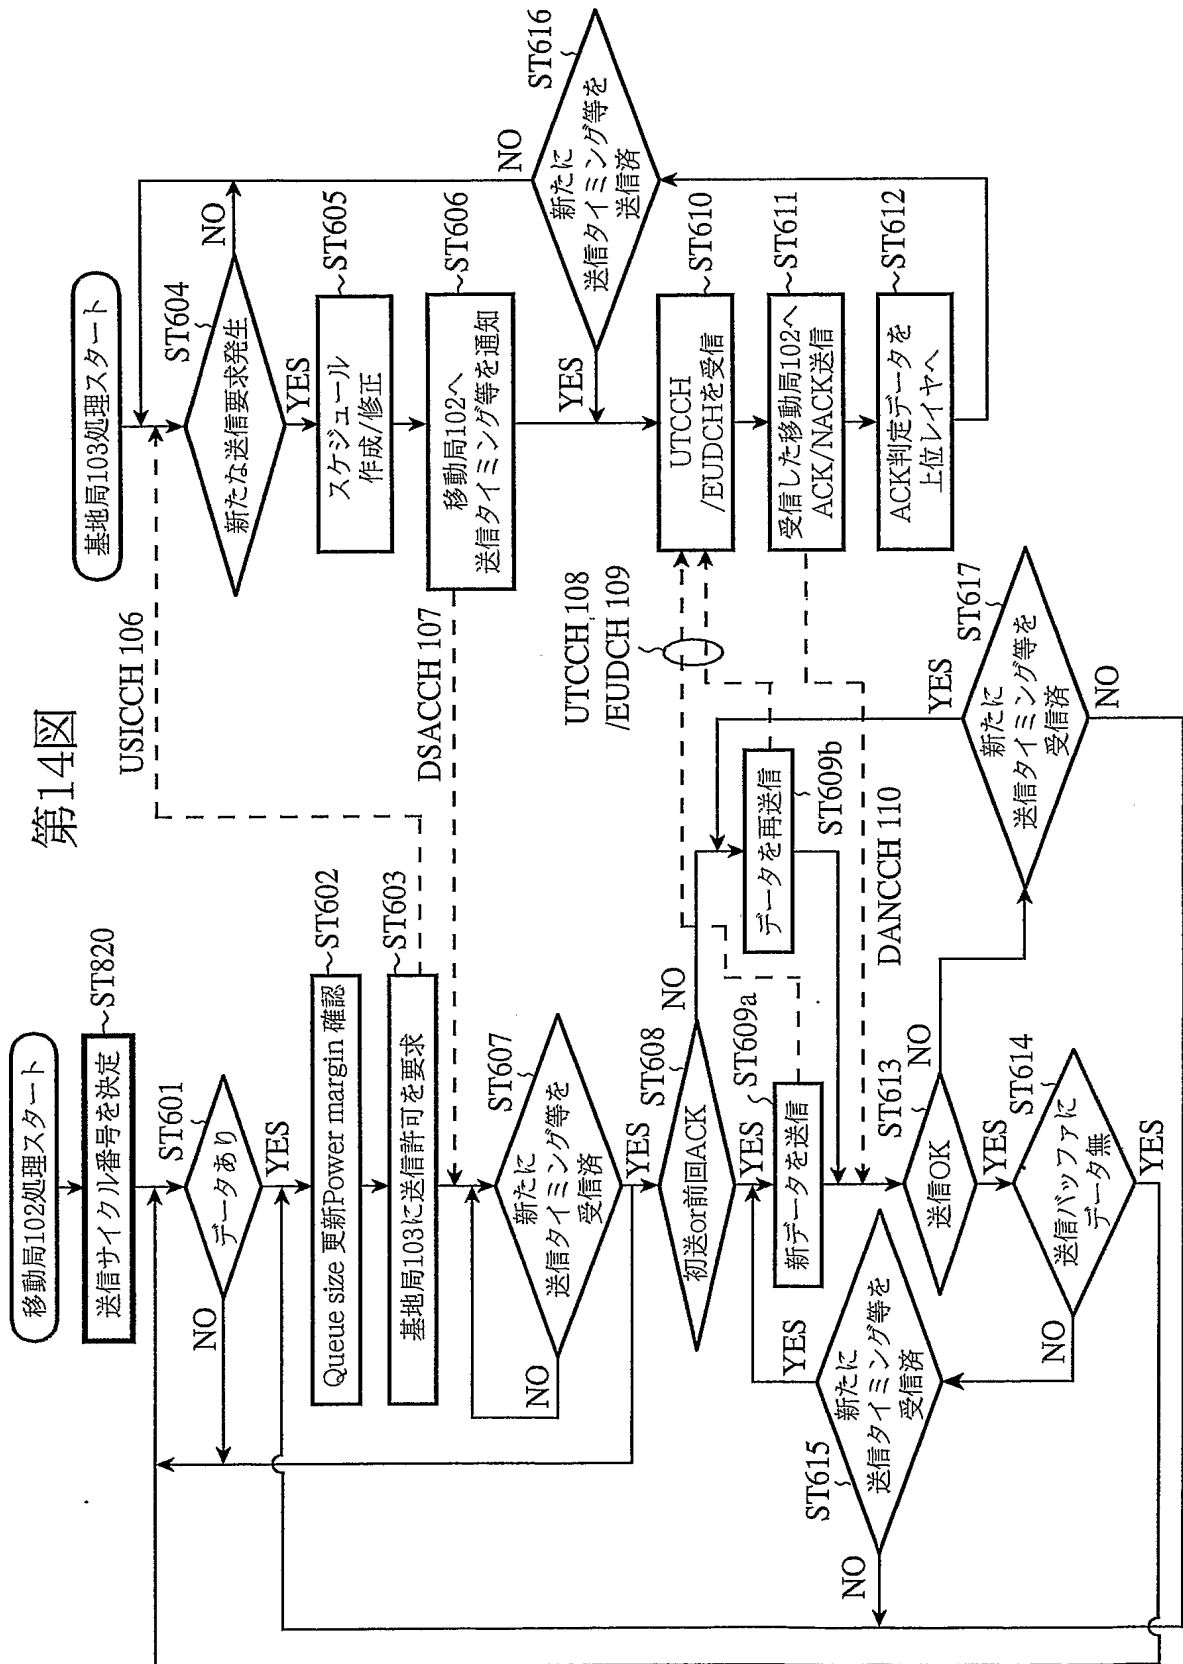 第14図
移動局102処理スタート
送信サイクル番号を決定
ST820
ST601
データあり
NO
YES
Queue size 更新Power margin 確認
ST602
基地局103に送信許可を要求
ST603
ST607
新たに
送信タイミング等を
受信済
NO
YES
ST608
初送or前回ACK
NO
YES
ST609a
新データを送信
データを再送信
ST609b
ST613
送信OK
NO
YES
ST614
送信バッファに
データ無
NO
YES
ST615
新たに
送信タイミング等を
受信済
YES
NO
ST617
新たに
送信タイミング等を
受信済
YES
NO
USICCH 106
DSACCH 107
UTCCH 108
/EUDCH 109
DANCCH 110
基地局103処理スタート
ST604
新たな送信要求発生
NO
YES
スケジュール
作成/修正
ST605
移動局102へ
送信タイミング等を通知
ST606
UTCCH
/EUDCHを受信
ST610
受信した移動局102へ
ACK/NACK送信
ST611
ACK判定データを
上位レイヤへ
ST612
ST616
新たに
送信タイミング等を
送信済
NO
YES